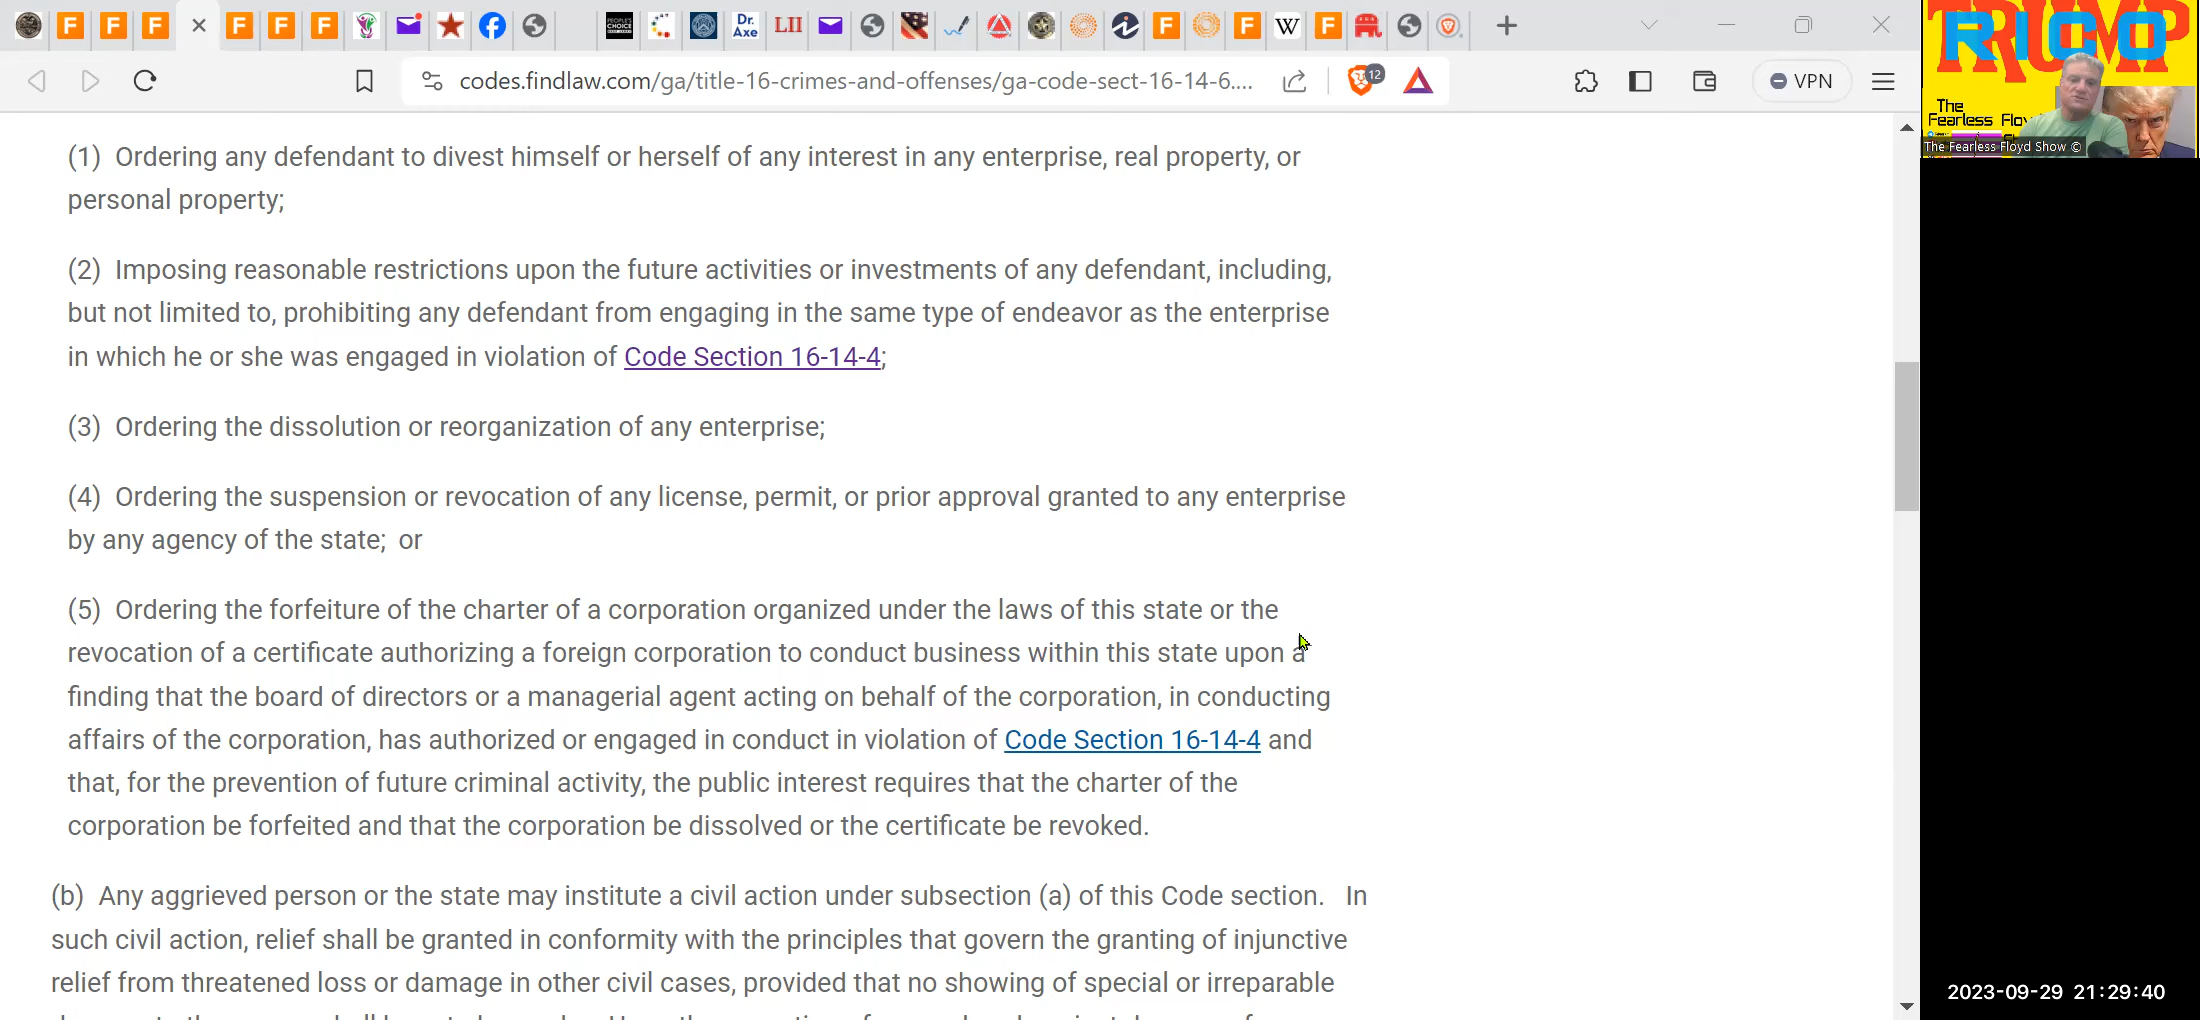 PEOPLE'S
CHOICE
Dr.
Axe
LII
W
codes.findlaw.com/ga/title-16-crimes-and-offenses/ga-code-sect-16-14-6....
12
VPN
TRUMP
RICO
The
Fearless Flo
The Fearless Floyd Show ©
(1) Ordering any defendant to divest himself or herself of any interest in any enterprise, real property, or
personal property;
(2) Imposing reasonable restrictions upon the future activities or investments of any defendant, including,
but not limited to, prohibiting any defendant from engaging in the same type of endeavor as the enterprise
in which he or she was engaged in violation of Code Section 16-14-4;
(3) Ordering the dissolution or reorganization of any enterprise;
(4) Ordering the suspension or revocation of any license, permit, or prior approval granted to any enterprise
by any agency of the state; or
(5) Ordering the forfeiture of the charter of a corporation organized under the laws of this state or the
revocation of a certificate authorizing a foreign corporation to conduct business within this state upon a
finding that the board of directors or a managerial agent acting on behalf of the corporation, in conducting
affairs of the corporation, has authorized or engaged in conduct in violation of Code Section 16-14-4 and
that, for the prevention of future criminal activity, the public interest requires that the charter of the
corporation be forfeited and that the corporation be dissolved or the certificate be revoked.
(b) Any aggrieved person or the state may institute a civil action under subsection (a) of this Code section. In
such civil action, relief shall be granted in conformity with the principles that govern the granting of injunctive
relief from threatened loss or damage in other civil cases, provided that no showing of special or irreparable
2023-09-29 21:29:40